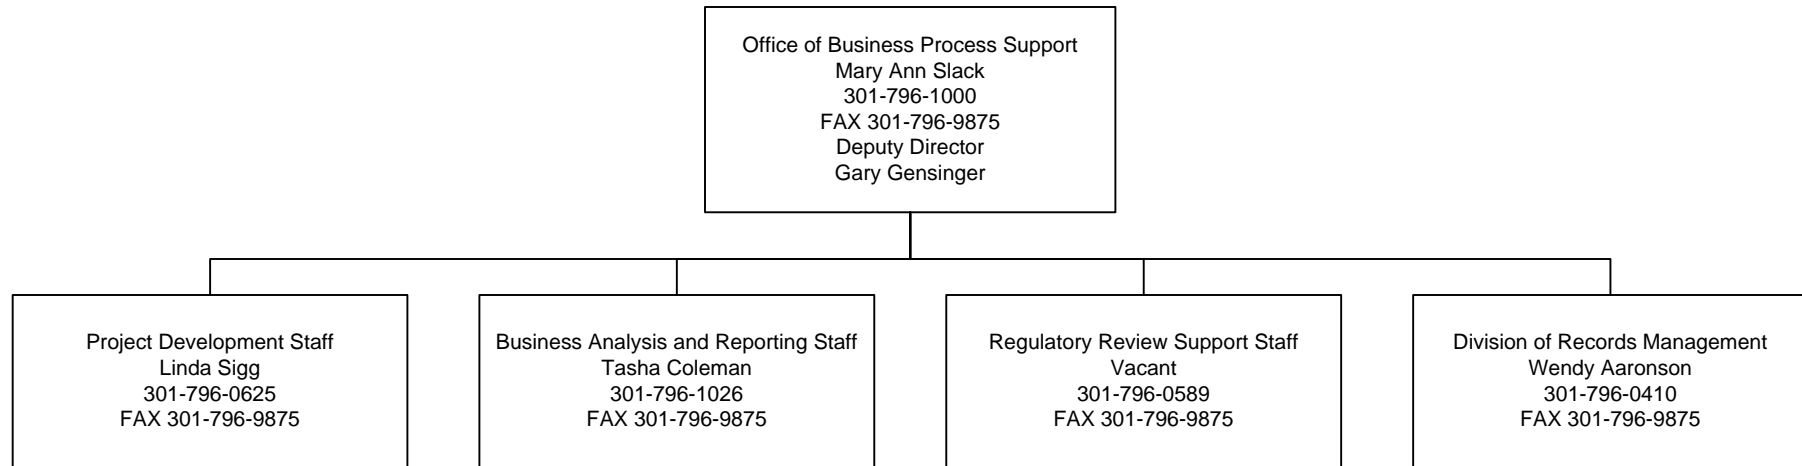 Office of Business Process Support
Mary Ann Slack
301-796-1000
FAX 301-796-9875
Deputy Director
Gary Gensinger
Project Development Staff
Linda Sigg
301-796-0625
FAX 301-796-9875
Business Analysis and Reporting Staff
Tasha Coleman
301-796-1026
FAX 301-796-9875
Regulatory Review Support Staff
Vacant
301-796-0589
FAX 301-796-9875
Division of Records Management
Wendy Aaronson
301-796-0410
FAX 301-796-9875